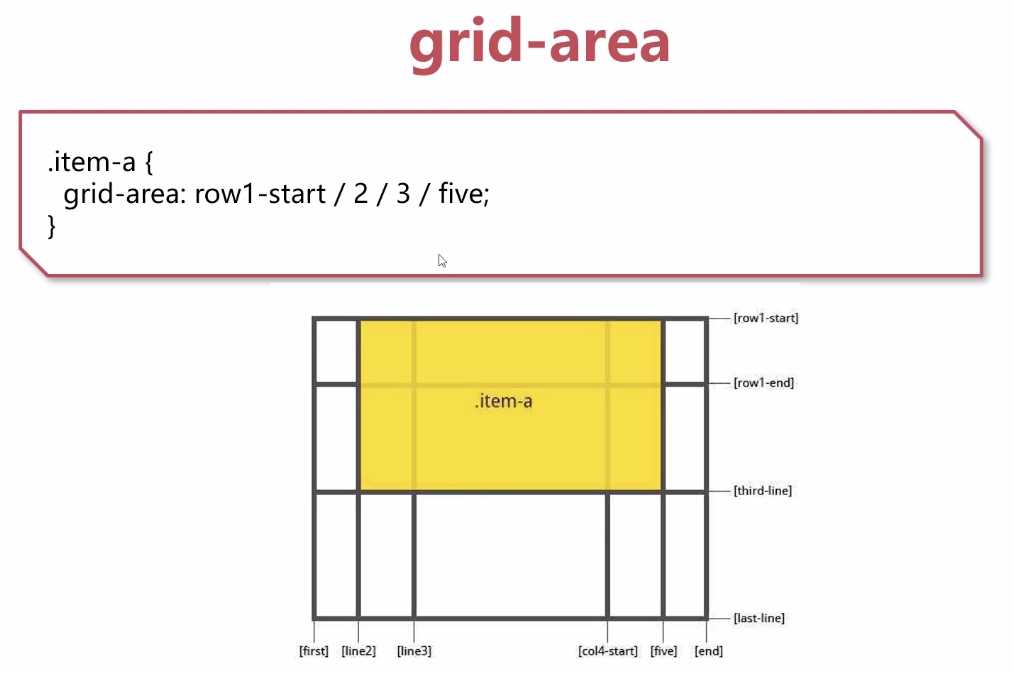 grid-area
.item-a {
grid-area: row1-start / 2 / 3 / five;
}
[row1-start]
[row1-end]
.item-a
[third-line]
[last-line]
[first] [line2] [line3] [col4-start] [five] [end]